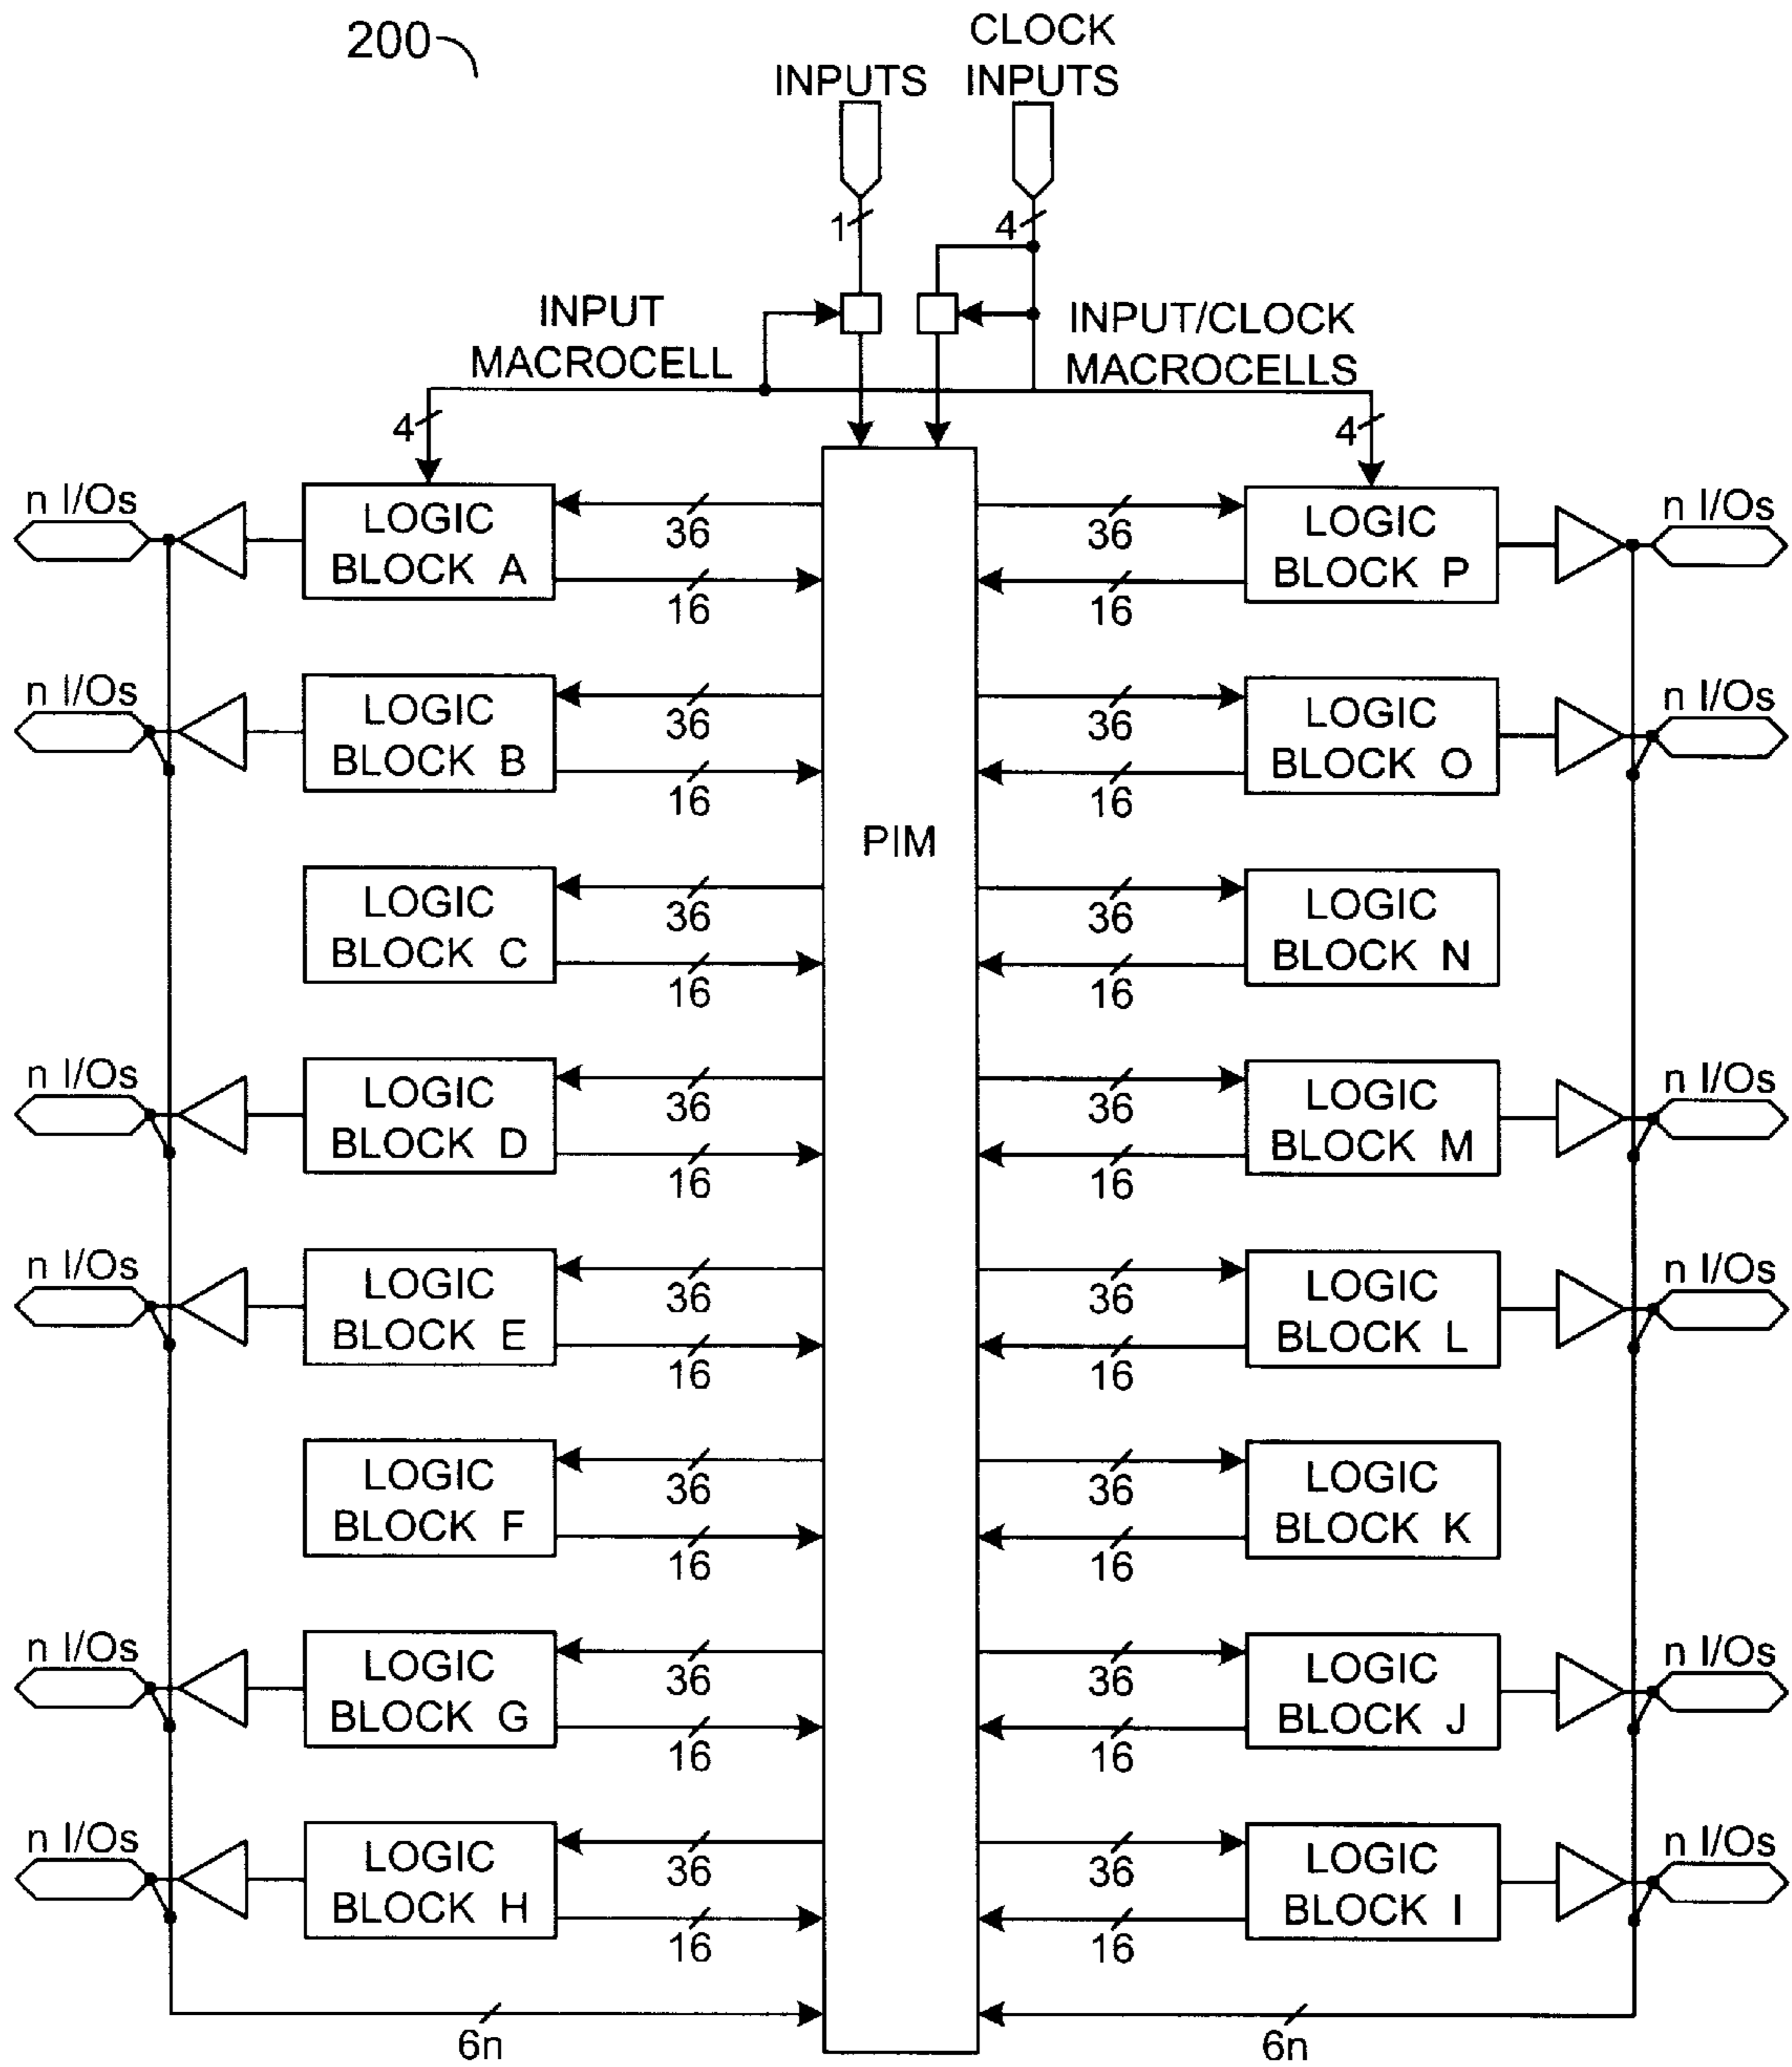 200
INPUTS
CLOCK
INPUTS
1
4
INPUT
MACROCELL
INPUT/CLOCK
MACROCELLS
4
4
n I/Os
LOGIC
BLOCK A
36
16
36
16
LOGIC
BLOCK P
n I/Os
n I/Os
LOGIC
BLOCK B
36
16
36
16
LOGIC
BLOCK O
n I/Os
PIM
LOGIC
BLOCK C
36
16
36
16
LOGIC
BLOCK N
n I/Os
LOGIC
BLOCK D
36
16
36
16
LOGIC
BLOCK M
n I/Os
n I/Os
LOGIC
BLOCK E
36
16
36
16
LOGIC
BLOCK L
n I/Os
LOGIC
BLOCK F
36
16
36
16
LOGIC
BLOCK K
n I/Os
LOGIC
BLOCK G
36
16
36
16
LOGIC
BLOCK J
n I/Os
n I/Os
LOGIC
BLOCK H
36
16
36
16
LOGIC
BLOCK I
n I/Os
6n
6n